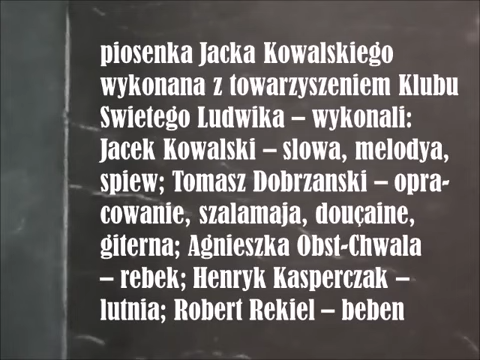 piosenka Jacka Kowalskiego
wykonana z towarzyszeniem Klubu
Swietego Ludwika – wykonali:
Jacek Kowalski – slowa, melodya,
spiew; Tomasz Dobrzanski – opra-
cowanie, szalamaja, douçaine,
giterna; Agnieszka Obst-Chwala
– rebek; Henryk Kasperczak –
lutnia; Robert Rekiel – beben